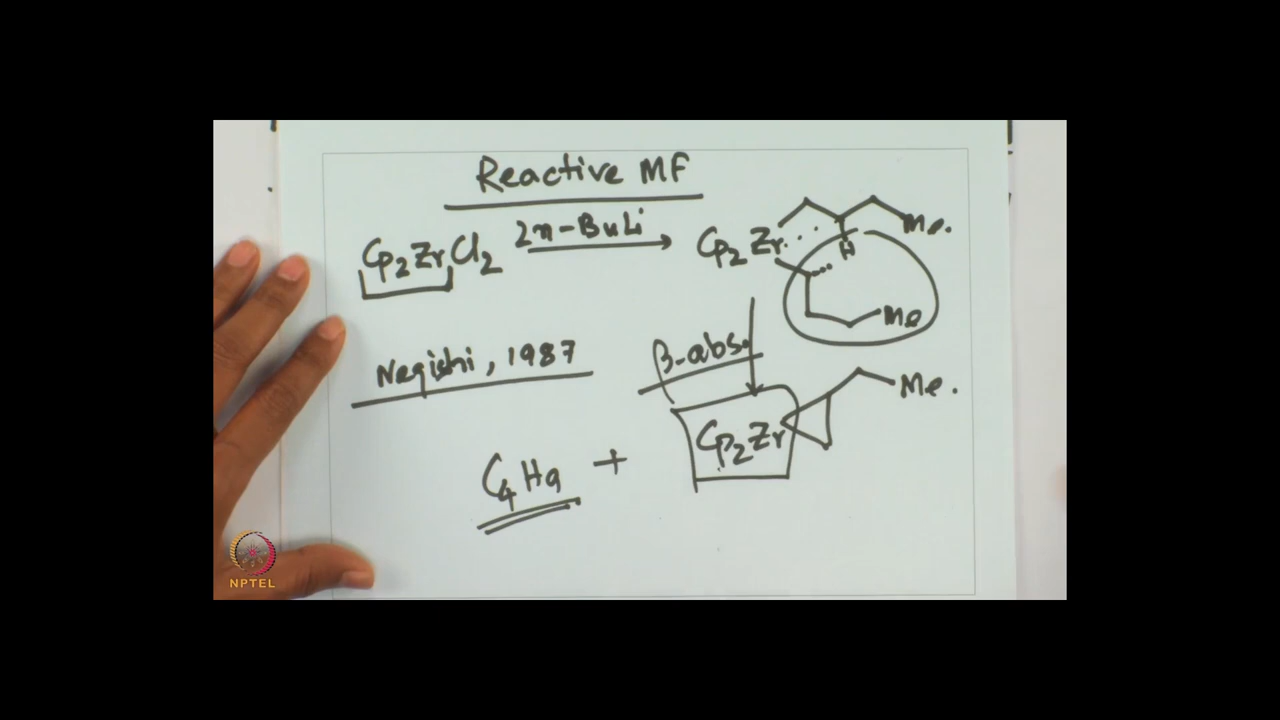 Reactive MF
Cp2ZrCl2 2n-BuLi Cp2Zr Me.
H
Me
Negishi, 1987 β-abs.
Me.
C4H9 + Cp2Zr
NPTEL